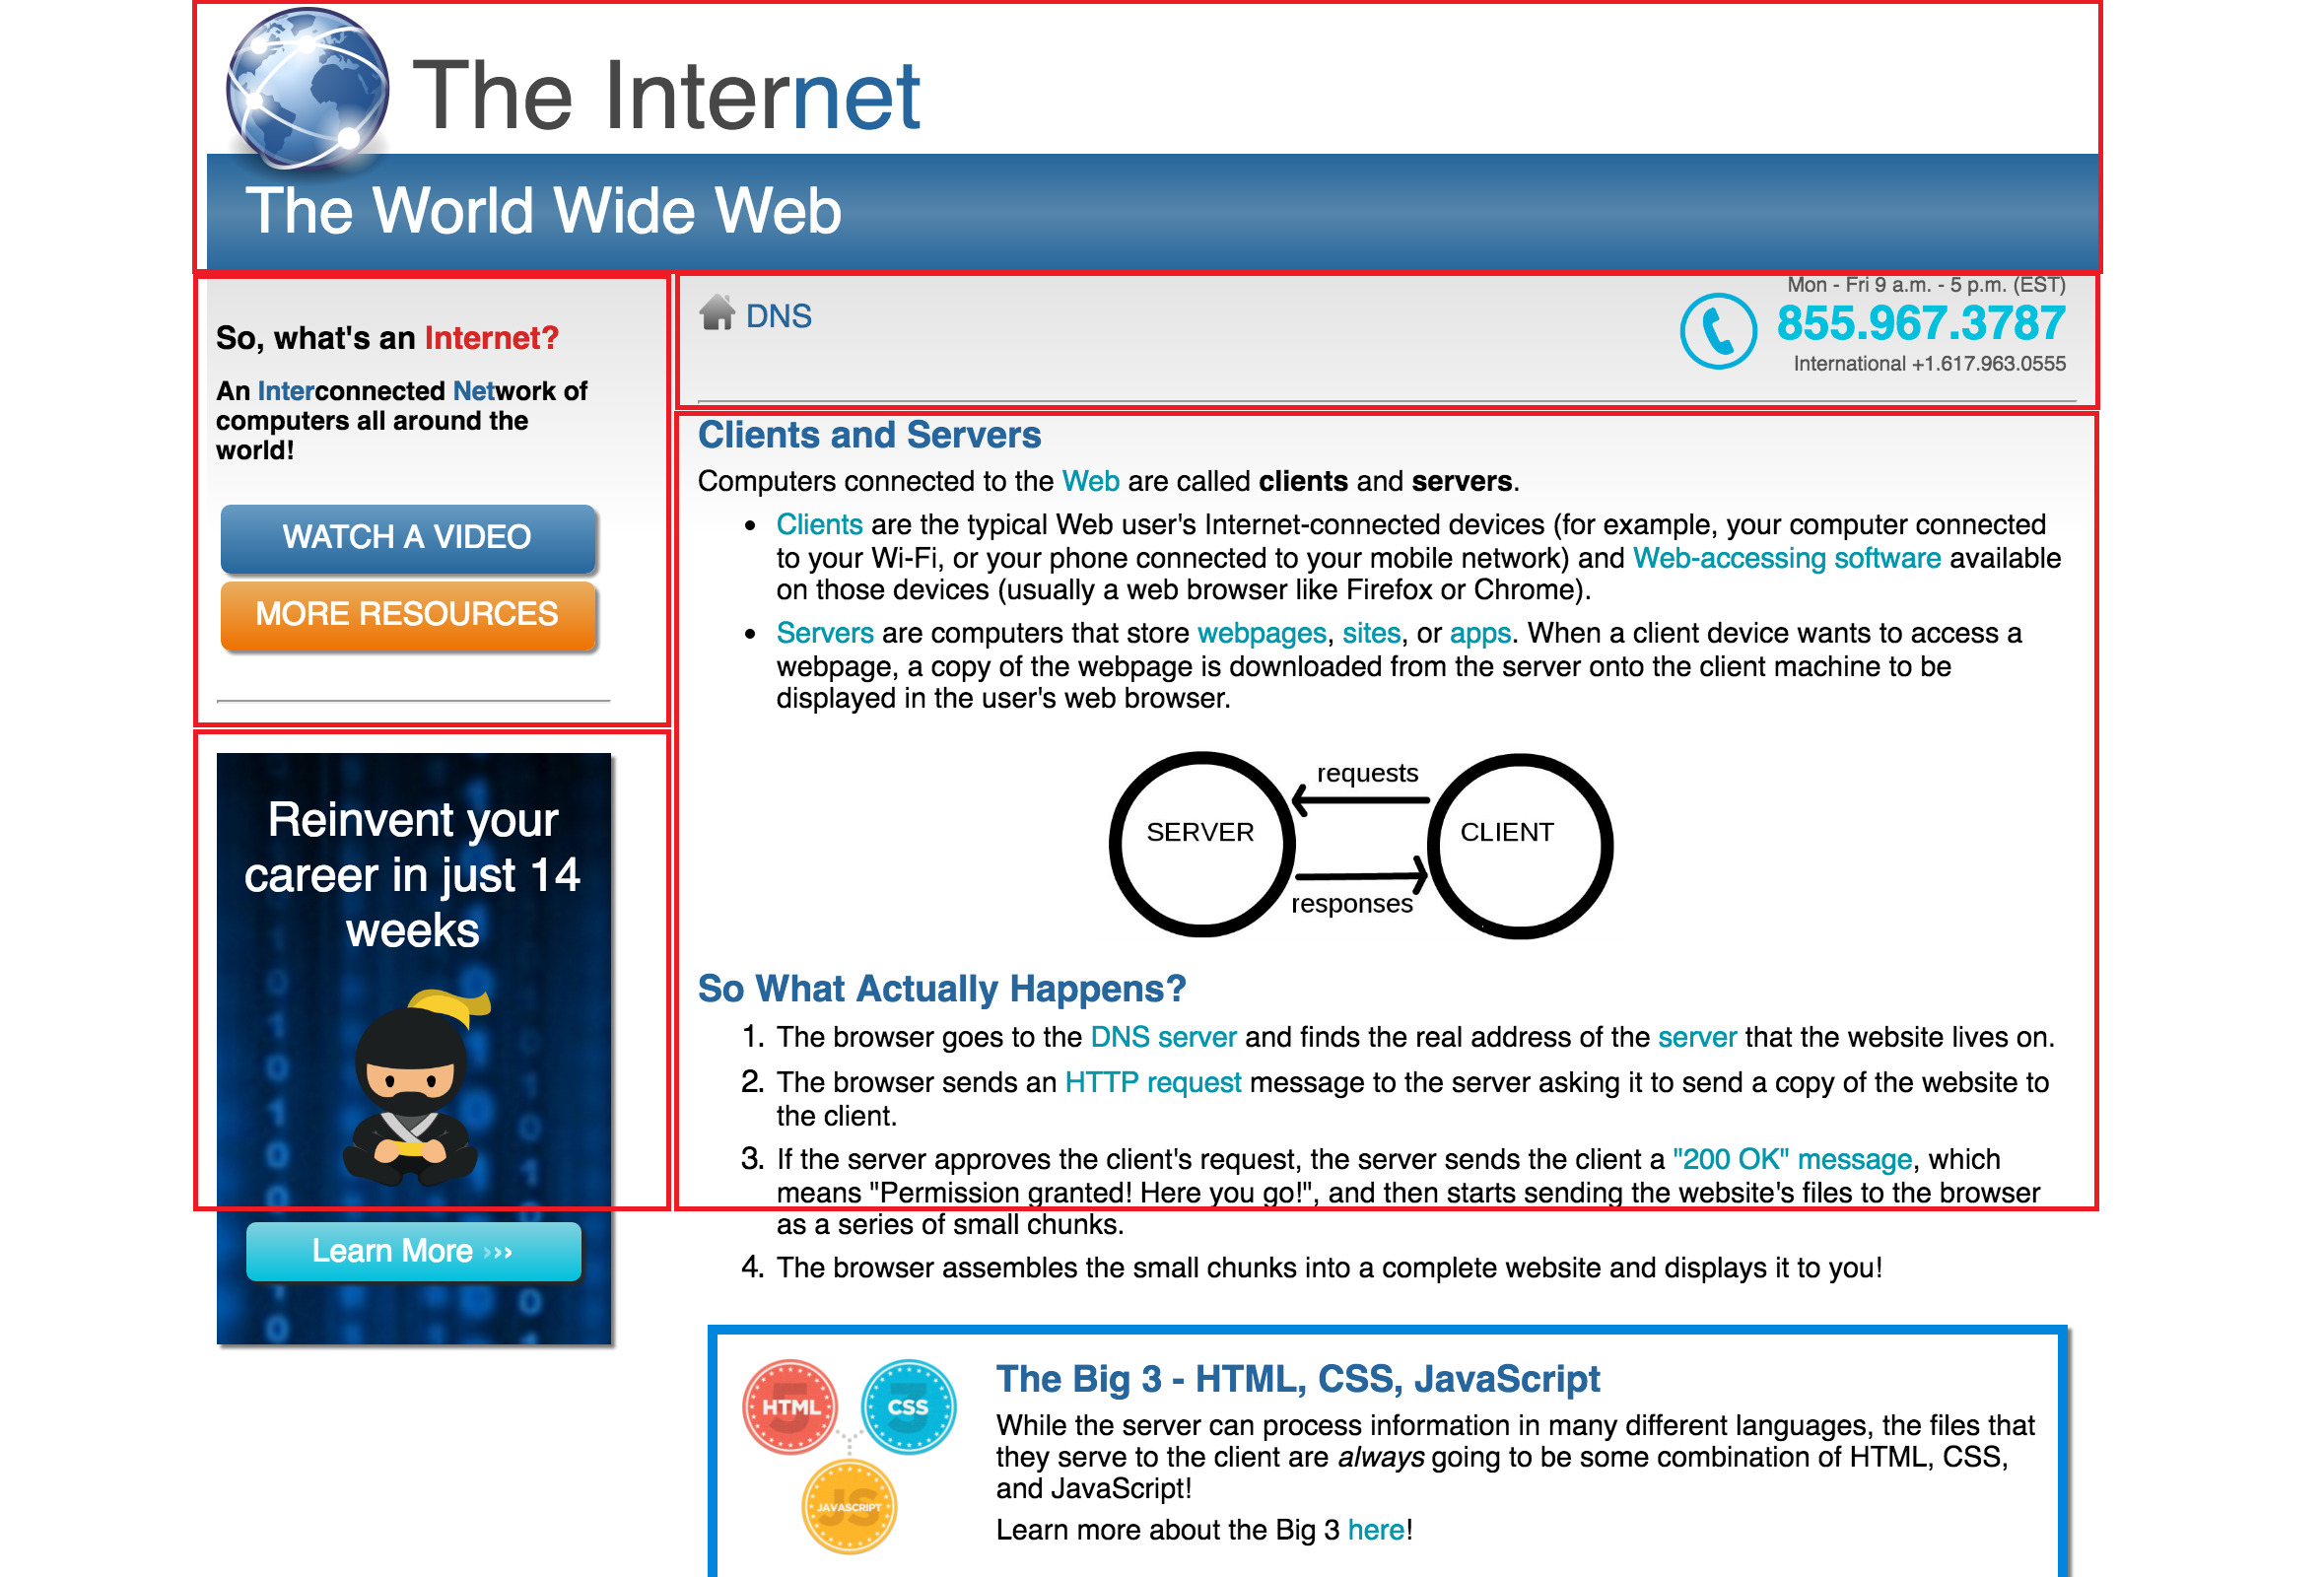 The Internet
The World Wide Web
So, what's an Internet?
An Interconnected Network of
computers all around the
world!
WATCH A VIDEO
MORE RESOURCES
Reinvent your
career in just 14
weeks
Learn More ›››
DNS
Mon - Fri 9 a.m. - 5 p.m. (EST)
855.967.3787
International +1.617.963.0555
Clients and Servers
Computers connected to the Web are called clients and servers.
• Clients are the typical Web user's Internet-connected devices (for example, your computer connected
to your Wi-Fi, or your phone connected to your mobile network) and Web-accessing software available
on those devices (usually a web browser like Firefox or Chrome).
• Servers are computers that store webpages, sites, or apps. When a client device wants to access a
webpage, a copy of the webpage is downloaded from the server onto the client machine to be
displayed in the user's web browser.
requests
SERVER
CLIENT
responses
So What Actually Happens?
1. The browser goes to the DNS server and finds the real address of the server that the website lives on.
2. The browser sends an HTTP request message to the server asking it to send a copy of the website to
the client.
3. If the server approves the client's request, the server sends the client a "200 OK" message, which
means "Permission granted! Here you go!", and then starts sending the website's files to the browser
as a series of small chunks.
4. The browser assembles the small chunks into a complete website and displays it to you!
HTML
CSS
JAVASCRIPT
The Big 3 - HTML, CSS, JavaScript
While the server can process information in many different languages, the files that
they serve to the client are always going to be some combination of HTML, CSS,
and JavaScript!
Learn more about the Big 3 here!